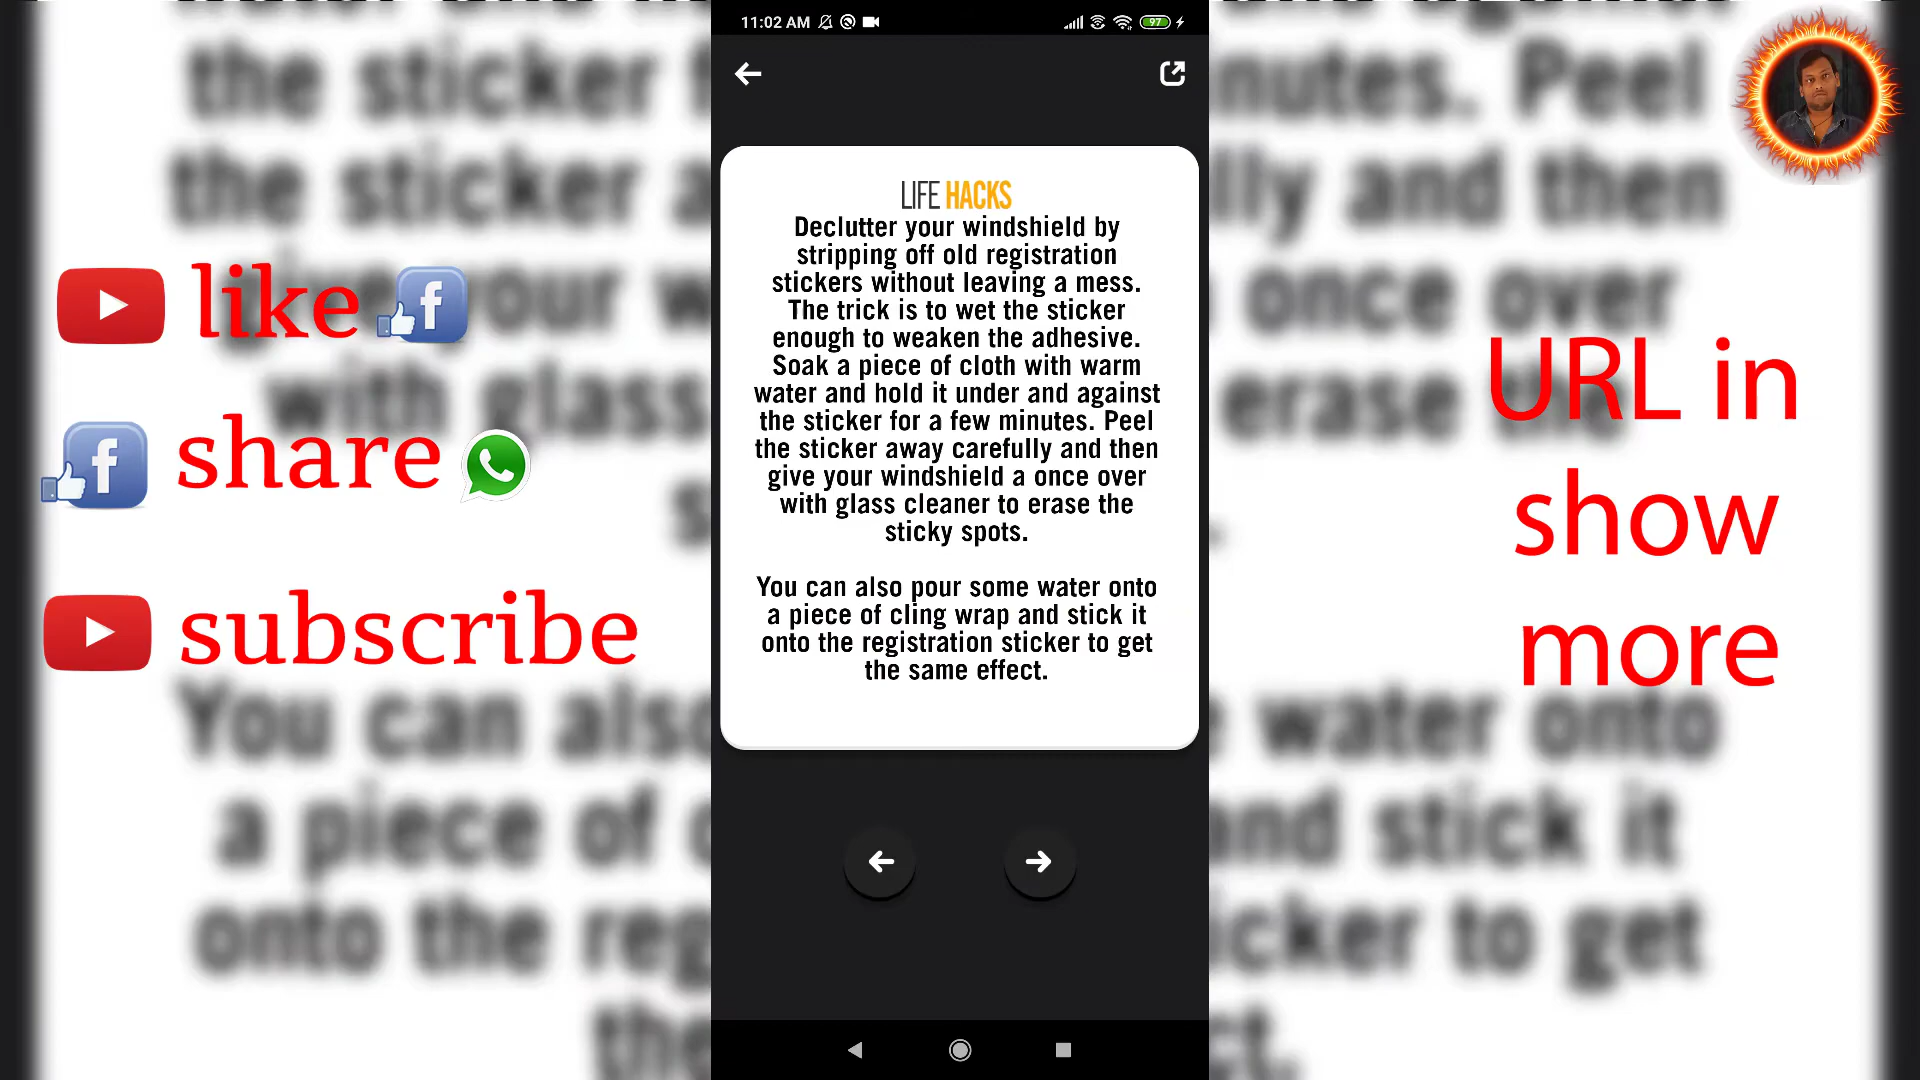 11:02 AM
97
LIFE HACKS
Declutter your windshield by
stripping off old registration
stickers without leaving a mess.
The trick is to wet the sticker
enough to weaken the adhesive.
Soak a piece of cloth with warm
water and hold it under and against
the sticker for a few minutes. Peel
the sticker away carefully and then
give your windshield a once over
with glass cleaner to erase the
sticky spots.
You can also pour some water onto
a piece of cling wrap and stick it
onto the registration sticker to get
the same effect.
like
share
subscribe
URL in
show
more